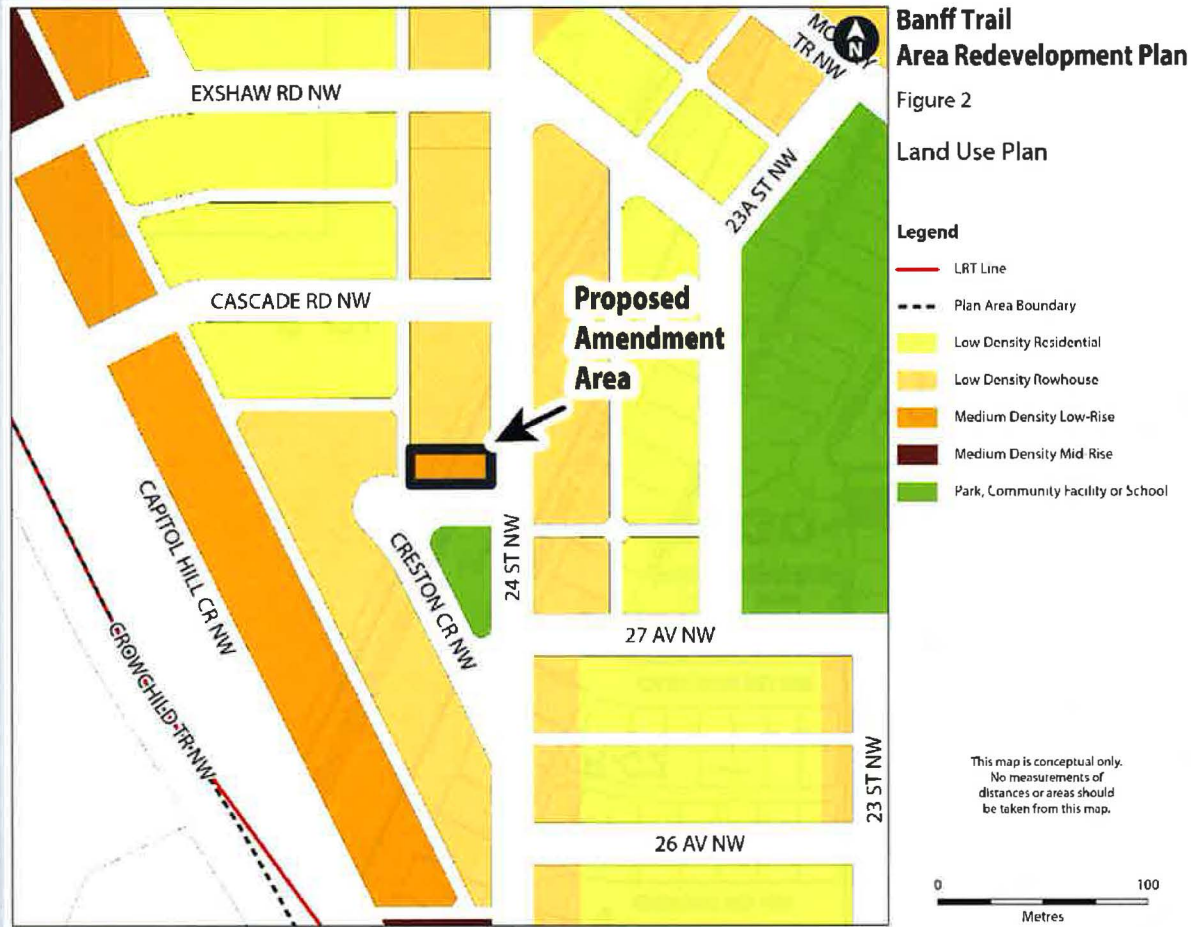 Banff Trail
Area Redevelopment Plan
Figure 2
Land Use Plan
Legend
LRT Line
Plan Area Boundary
Low Density Residential
Low Density Rowhouse
Medium Density Low-Rise
Medium Density Mid-Rise
Park, Community Facility or School
This map is conceptual only.
No measurements of
distances or areas should
be taken from this map.
0 100
Metres
N
TR NW
EXSHAW RD NW
23A ST NW
CASCADE RD NW
Proposed
Amendment
Area
CAPITOL HILL CR NW
CRESTON CR NW
24 ST NW
CROWCHILD TR NW
27 AV NW
23 ST NW
26 AV NW